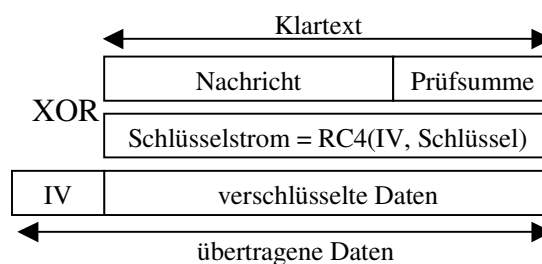 Klartext
Nachricht Prüfsumme
XOR
Schlüsselstrom = RC4(IV, Schlüssel)
IV verschlüsselte Daten
übertragene Daten